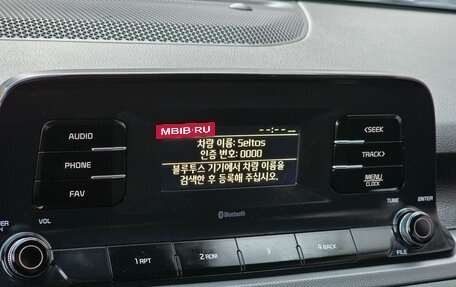 MBIB.RU
--:-- --
차량 이름: Seltos
인증 번호: 0000
블루투스 기기에서 차량 이름을
검색한 후 등록해 주십시오.
AUDIO
PHONE
FAV
<SEEK
TRACK>
MENU
CLOCK
Bluetooth
VOL
TUNE
ENTER
FILE
1 RPT
2 RDM
3
4 BACK